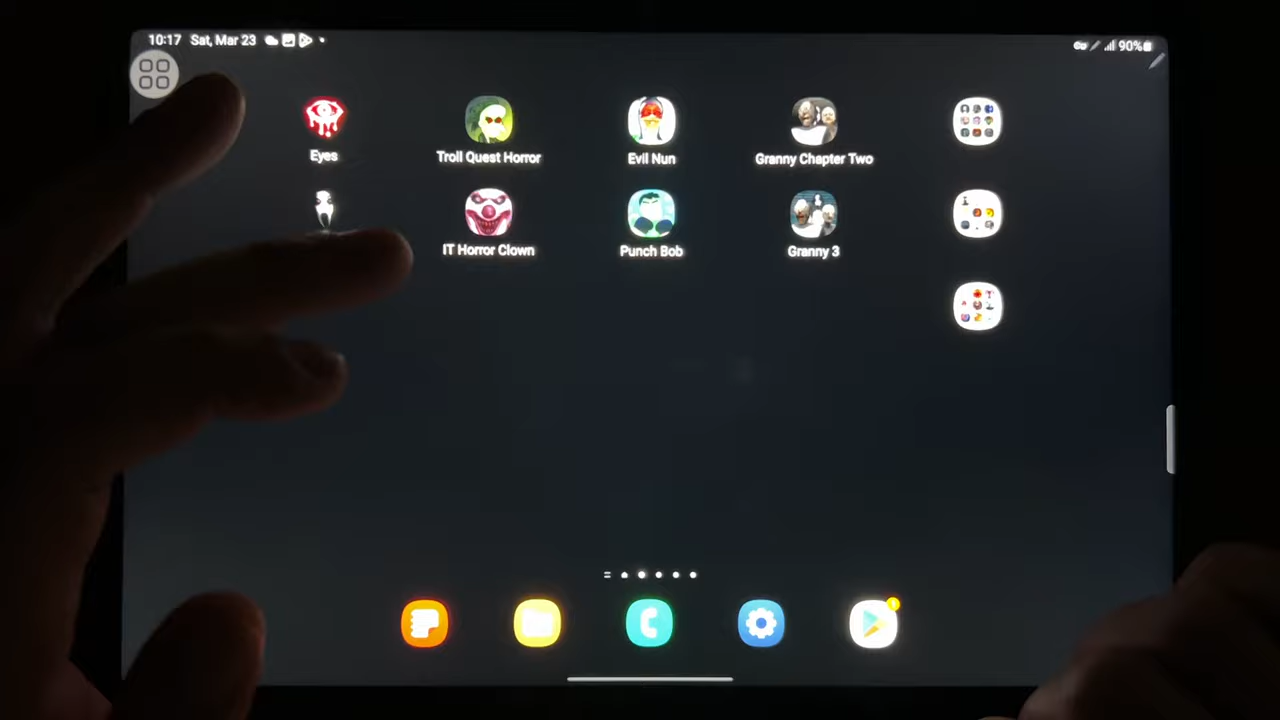 10:17 Sat, Mar 23
90%
Eyes
Troll Quest Horror
Evil Nun
Granny Chapter Two
IT Horror Clown
Punch Bob
Granny 3